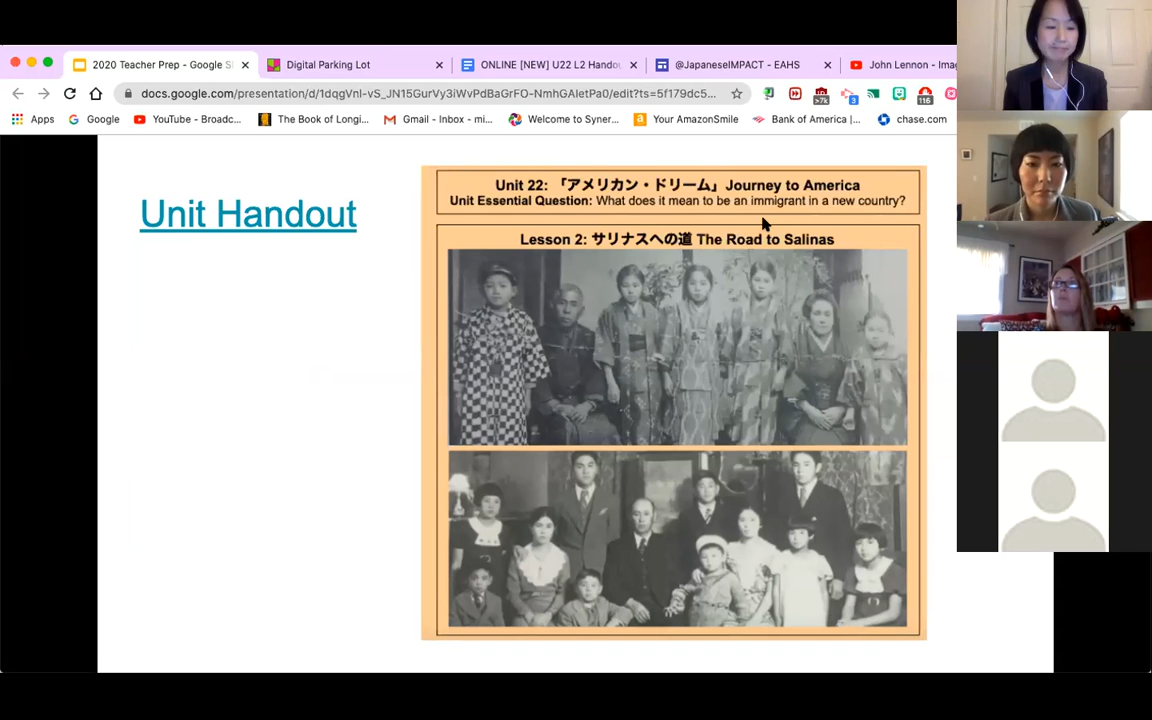 2020 Teacher Prep - Google S
Digital Parking Lot
ONLINE [NEW] U22 L2 Hando
@JapaneseIMPACT - EAHS
John Lennon - Ima
docs.google.com/presentation/d/1dqgVnl-vS_JN15GurVy3iWvPdBaGrFO-NmhGAletPa0/edit?ts=5f179dc5...
>7k
3
116
Apps
Google
YouTube - Broadc...
The Book of Longi...
Gmail - Inbox - mi...
Welcome to Syner...
Your AmazonSmile
Bank of America |...
chase.com
Unit Handout
Unit 22: 「アメリカン・ドリーム」Journey to America
Unit Essential Question: What does it mean to be an immigrant in a new country?
Lesson 2: サリナスへの道 The Road to Salinas